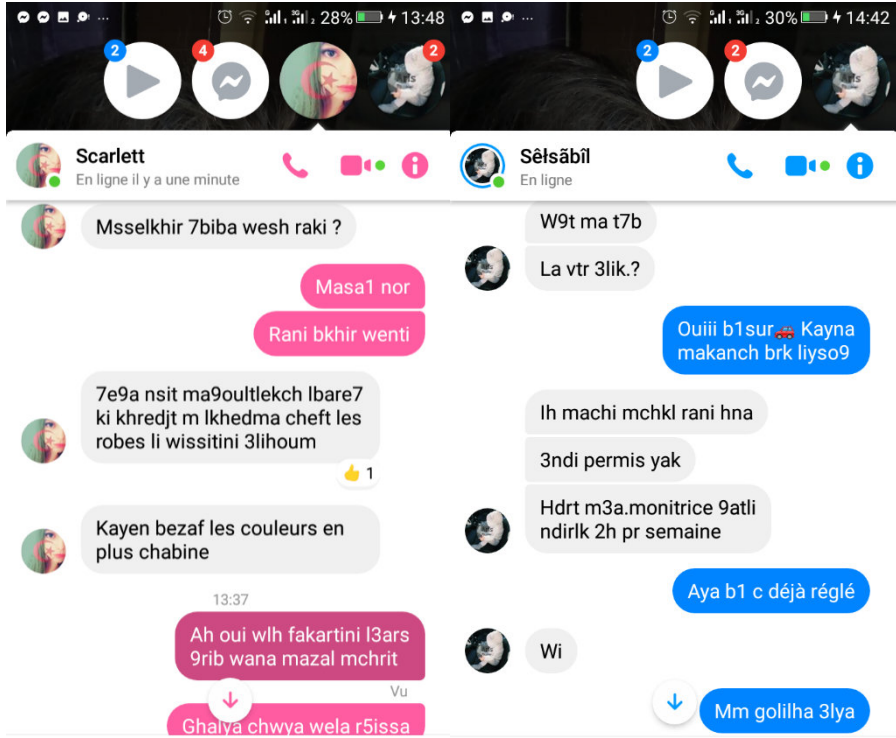 28% 13:48
2
4
2
Scarlett
En ligne il y a une minute
Msselkhir 7biba wesh raki ?
Masa1 nor
Rani bkhir wenti
7e9a nsit ma9oultlekch lbare7
ki khredjt m lkhedma cheft les
robes li wissitini 3lihoum
1
Kayen bezaf les couleurs en
plus chabine
13:37
Ah oui wlh fakartini l3ars
9rib wana mazal mchrit
Vu
Ghalya chwya wela r5issa
30% 14:42
2
2
Sêłsãbîl
En ligne
W9t ma t7b
La vtr 3lik.?
Ouiii b1sur🚗 Kayna
makanch brk liyso9
Ih machi mchkl rani hna
3ndi permis yak
Hdrt m3a.monitrice 9atli
ndirlk 2h pr semaine
Aya b1 c déjà réglé
Wi
Mm golilha 3lya